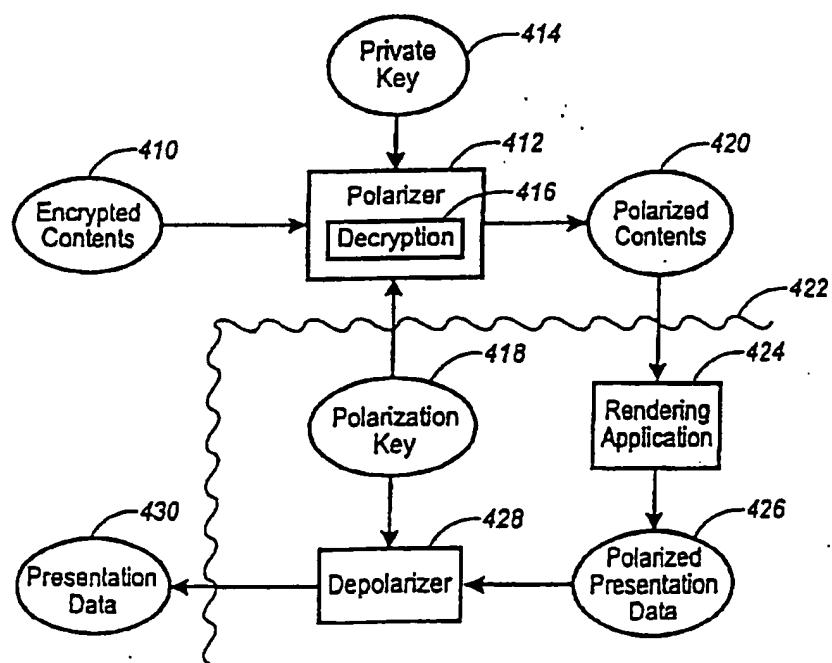 Private
Key
414
410
412
420
Polarizer
416
Encrypted
Contents
Decryption
Polarized
Contents
422
418
424
Polarization
Key
Rendering
Application
430
428
426
Presentation
Data
Depolarizer
Polarized
Presentation
Data